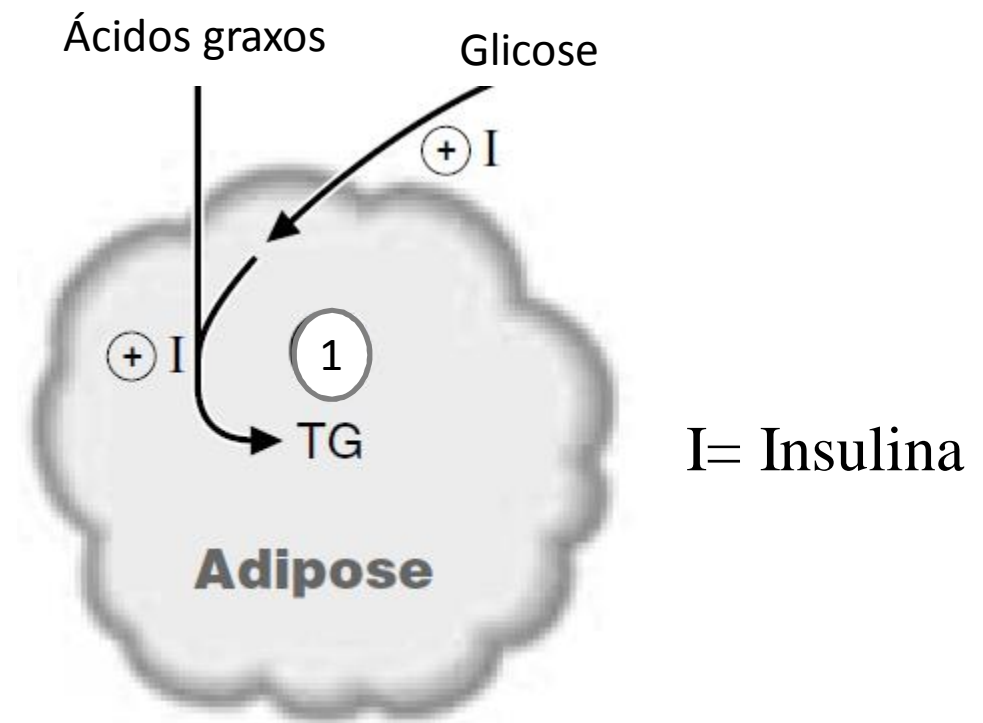 Ácidos graxos
Glicose
+ I
1
+ I
TG
I= Insulina
Adipose